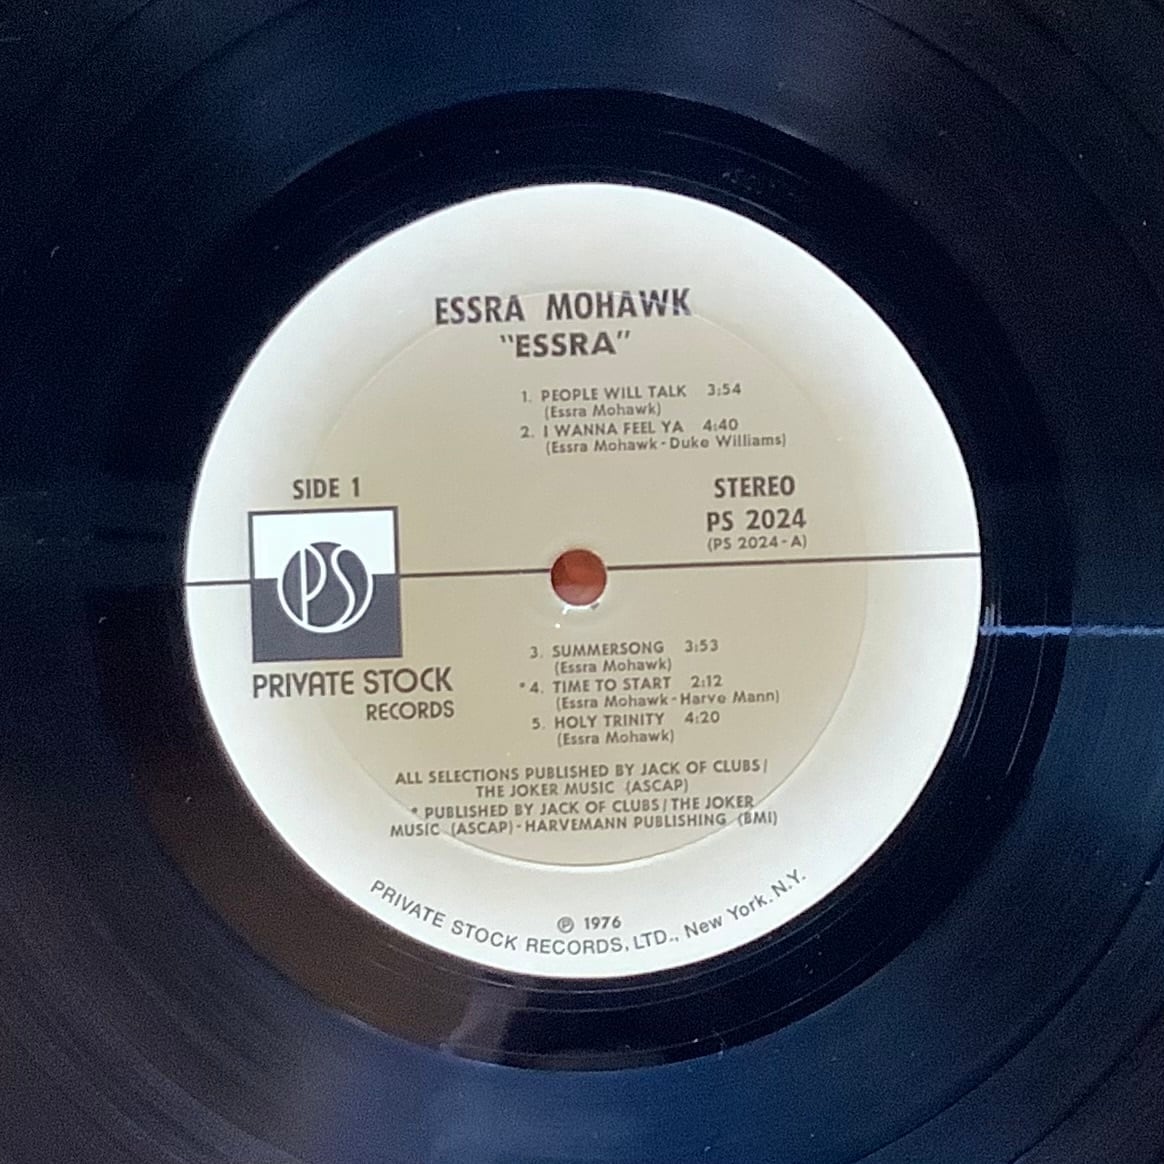 ESSRA MOHAWK
"ESSRA"
1. PEOPLE WILL TALK 3:54
(Essra Mohawk)
2. I WANNA FEEL YA 4:40
(Essra Mohawk-Duke Williams)
SIDE 1
STEREO
PS 2024
(PS 2024-A)
PS
PRIVATE STOCK
RECORDS
3. SUMMERSONG 3:53
(Essra Mohawk)
*4. TIME TO START 2:12
(Essra Mohawk-Harve Mann)
5. HOLY TRINITY 4:20
(Essra Mohawk)
ALL SELECTIONS PUBLISHED BY JACK OF CLUBS/
THE JOKER MUSIC (ASCAP)
* PUBLISHED BY JACK OF CLUBS/THE JOKER
MUSIC (ASCAP)-HARVEMANN PUBLISHING (BMI)
℗ 1976
PRIVATE STOCK RECORDS, LTD., New York, N.Y.